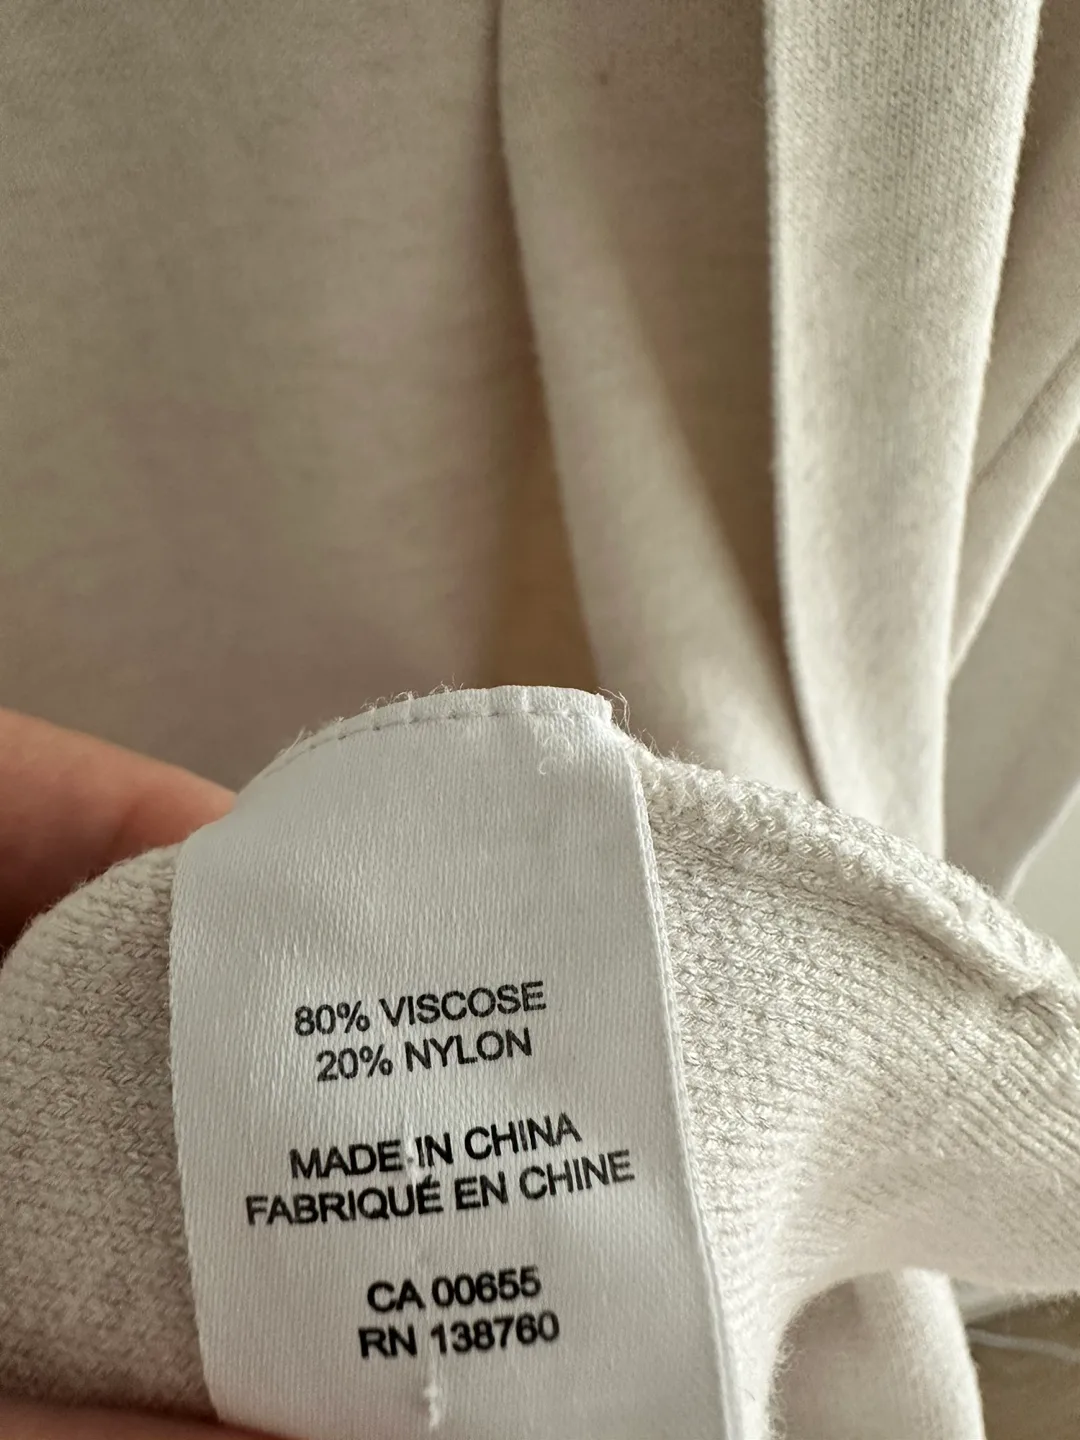 80% VISCOSE
20% NYLON
MADE IN CHINA
FABRIQUÉ EN CHINE
CA 00655
RN 138760